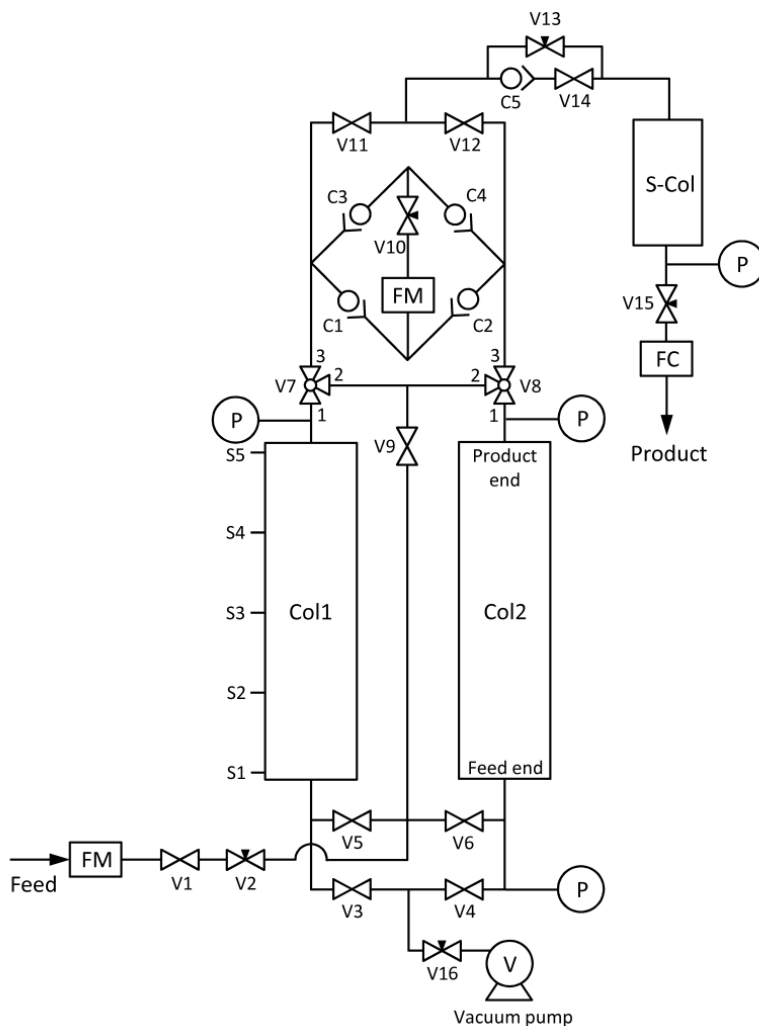 V13
C5
V14
V11
V12
S-Col
C3
C4
V10
P
FM
V15
C1
C2
FC
3
3
V7
2
2
V8
P
1
1
P
V9
Product
S5
Product
end
S4
S3
Col1
Col2
S2
S1
Feed end
V5
V6
FM
Feed
V1
V2
V3
V4
P
V16
V
Vacuum pump